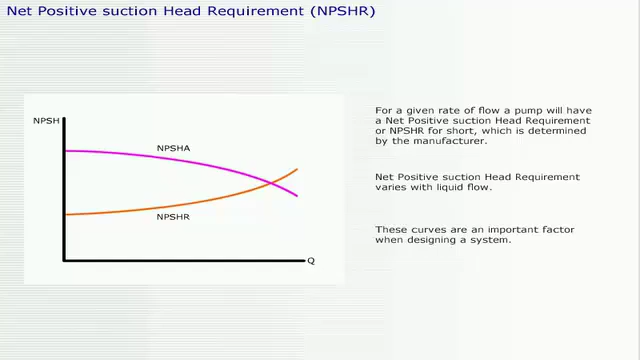 Net Positive suction Head Requirement (NPSHR)
NPSH
NPSHA
NPSHR
Q
For a given rate of flow a pump will have
a Net Positive suction Head Requirement
or NPSHR for short, which is determined
by the manufacturer.
Net Positive suction Head Requirement
varies with liquid flow.
These curves are an important factor
when designing a system.